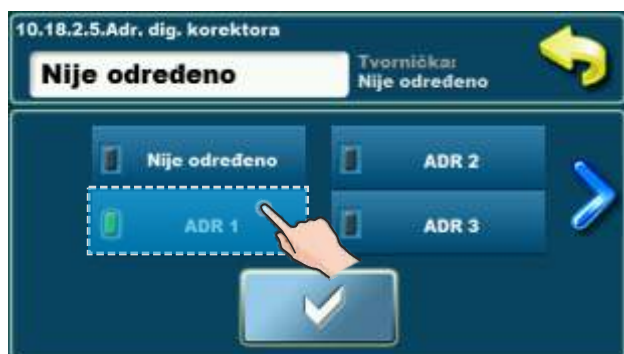 10.18.2.5.Adr. dig. korektora
Nije određeno
Tvornička:
Nije određeno
Nije određeno
ADR 2
ADR 1
ADR 3